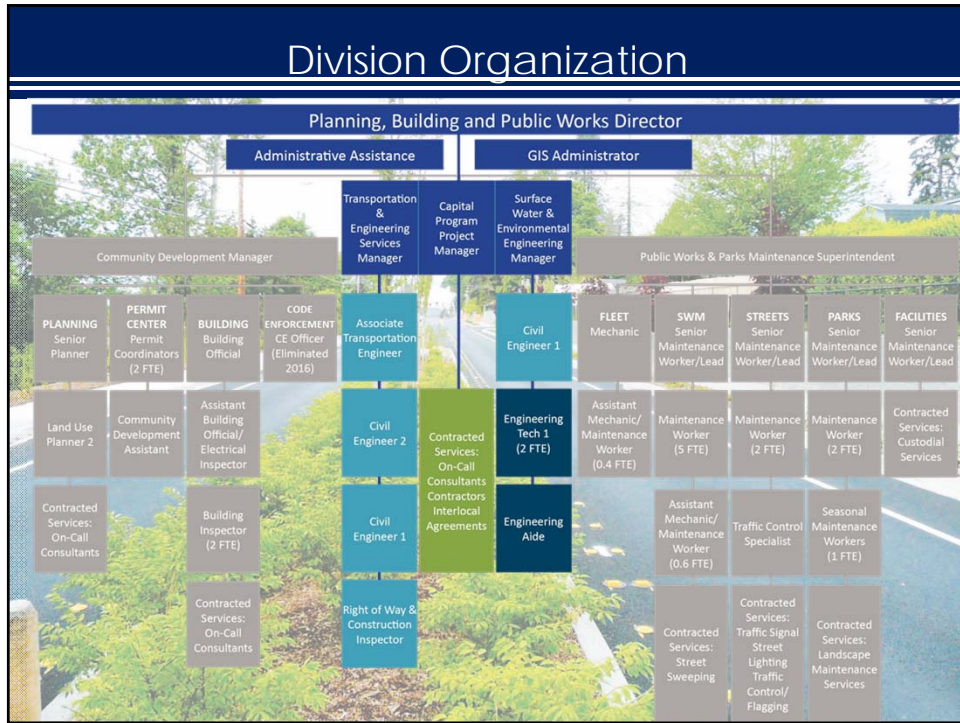 Division Organization
Planning, Building and Public Works Director
Administrative Assistance
GIS Administrator
Transportation
&
Engineering
Services
Manager
Capital
Program
Project
Manager
Surface
Water &
Environmental
Engineering
Manager
Community Development Manager
Public Works & Parks Maintenance Superintendent
PLANNING
Senior
Planner
PERMIT
CENTER
Permit
Coordinators
(2 FTE)
BUILDING
Building
Official
CODE
ENFORCEMENT
CE Officer
(Eliminated
2016)
Associate
Transportation
Engineer
Civil
Engineer 1
FLEET
Mechanic
SWM
Senior
Maintenance
Worker/Lead
STREETS
Senior
Maintenance
Worker/Lead
PARKS
Senior
Maintenance
Worker/Lead
FACILITIES
Senior
Maintenance
Worker/Lead
Land Use
Planner 2
Community
Development
Assistant
Assistant
Building
Official/
Electrical
Inspector
Civil
Engineer 2
Contracted
Services:
On-Call
Consultants
Contractors
Interlocal
Agreements
Engineering
Tech 1
(2 FTE)
Assistant
Mechanic/
Maintenance
Worker
(0.4 FTE)
Maintenance
Worker
(5 FTE)
Maintenance
Worker
(2 FTE)
Maintenance
Worker
(2 FTE)
Contracted
Services:
Custodial
Services
Contracted
Services:
On-Call
Consultants
Building
Inspector
(2 FTE)
Civil
Engineer 1
Engineering
Aide
Assistant
Mechanic/
Maintenance
Worker
(0.6 FTE)
Traffic Control
Specialist
Seasonal
Maintenance
Workers
(1 FTE)
Contracted
Services:
On-Call
Consultants
Right of Way &
Construction
Inspector
Contracted
Services:
Street
Sweeping
Contracted
Services:
Traffic Signal
Street
Lighting
Traffic
Control/
Flagging
Contracted
Services:
Landscape
Maintenance
Services